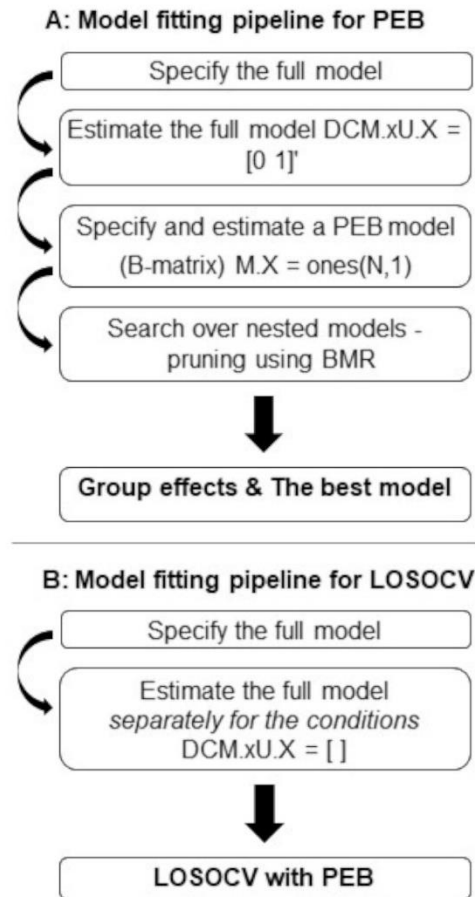 A: Model fitting pipeline for PEB
Specify the full model
Estimate the full model DCM.xU.X =
[0 1]'
Specify and estimate a PEB model
(B-matrix) M.X = ones(N,1)
Search over nested models -
pruning using BMR
Group effects & The best model
B: Model fitting pipeline for LOSOCV
Specify the full model
Estimate the full model
separately for the conditions
DCM.xU.X = [ ]
LOSOCV with PEB